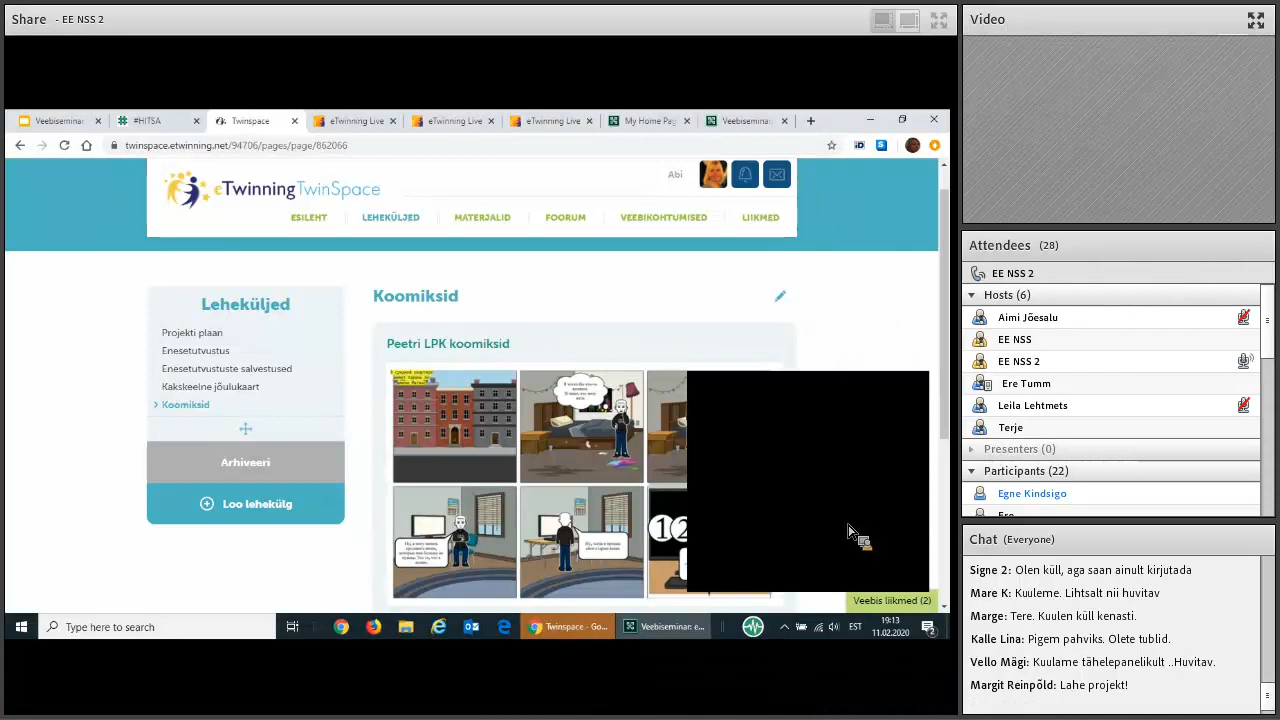 Share - EE NSS 2
Video
Veebiseminar
#HITSA
Twinspace
eTwinning Live
eTwinning Live
eTwinning Live
My Home Pag
Veebiseminar
twinspace.etwinning.net/94706/pages/page/862066
eTwinning TwinSpace
Abi
ESILEHT
LEHEKÜLJED
MATERJALID
FOORUM
VEEBIKOHTUMISED
LIIKMED
Leheküljed
Projekti plaan
Enesetutvustus
Enesetutvustuste salvestused
Kakskeelne jõulukaart
Koomiksid
Arhiveeri
Loo lehekülg
Koomiksid
Peetri LPK koomiksid
12
Veebis liikmed (2)
Type here to search
Twinspace - Go...
Veebiseminar: e...
EST
19:13
11.02.2020
2
Attendees (28)
EE NSS 2
Hosts (6)
Aimi Jõesalu
EE NSS
EE NSS 2
Ere Tumm
Leila Lehtmets
Terje
Presenters (0)
Participants (22)
Egne Kindsigo
Ere
Chat (Everyone)
Signe 2: Olen küll, aga saan ainult kirjutada
Mare K: Kuuleme. Lihtsalt nii huvitav
Marge: Tere. Kuulen küll kenasti.
Kalle Lina: Pigem pahviks. Olete tublid.
Vello Mägi: Kuulame tähelepanelikult ..Huvitav.
Margit Reinpõld: Lahe projekt!